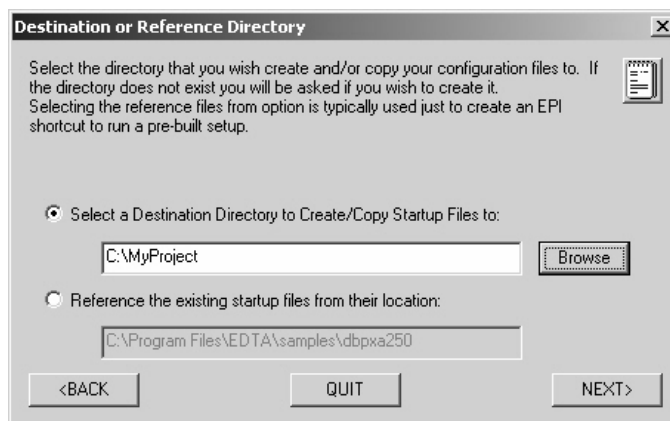 Destination or Reference Directory
Select the directory that you wish create and/or copy your configuration files to. If
the directory does not exist you will be asked if you wish to create it.
Selecting the reference files from option is typically used just to create an EPI
shortcut to run a pre-built setup.
Select a Destination Directory to Create/Copy Startup Files to:
C:\MyProject
Browse
Reference the existing startup files from their location:
C:\Program Files\EDTA\samples\dbpxa250
<BACK
QUIT
NEXT>